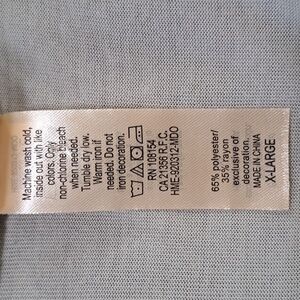 Machine wash cold,
inside out with like
colors. Only
non-chlorine bleach
when needed.
Tumble dry low.
Warm iron if
needed. Do not
iron decoration.
RN 108154
CA 21356 R.F.C.
HME-920312-MDO
65% polyester/
35% rayon
exclusive of
decoration.
MADE IN CHINA
X-LARGE